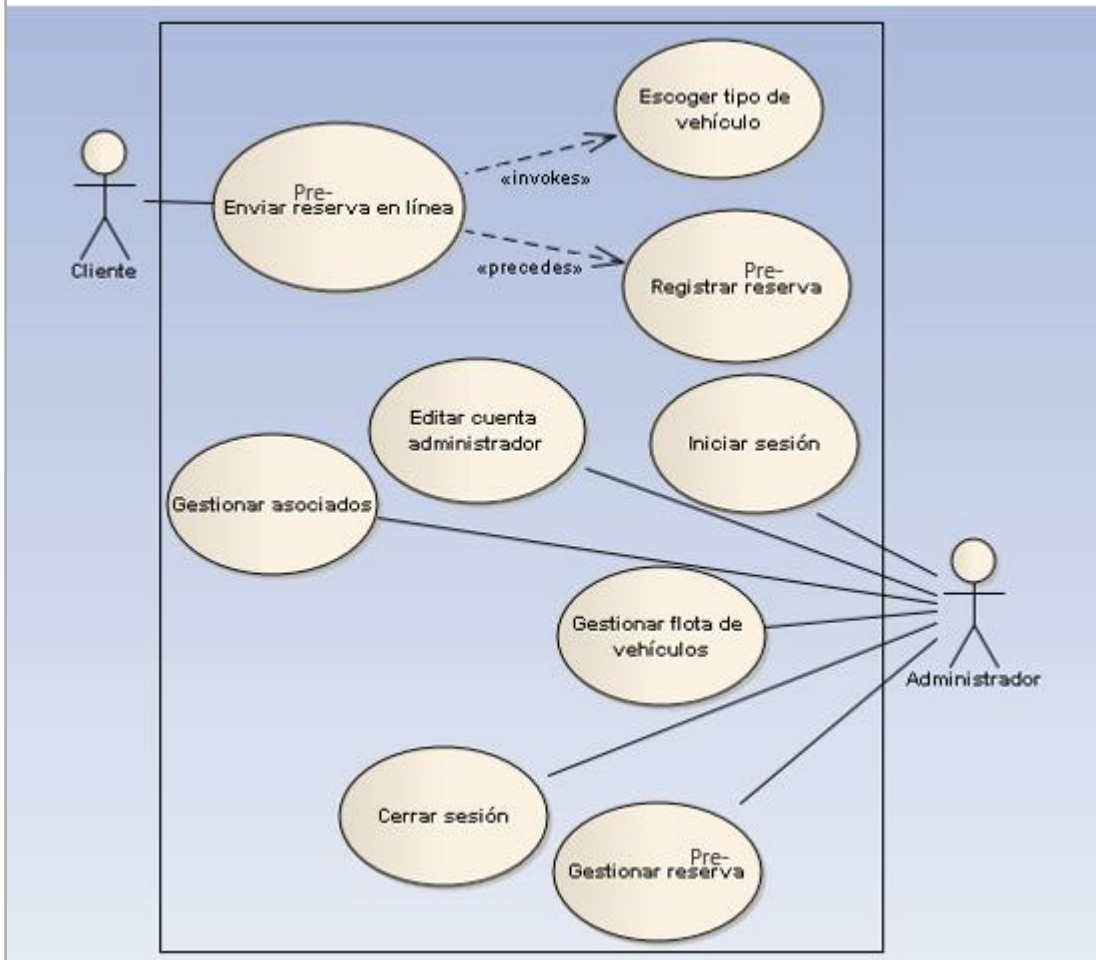 Escoger tipo de
vehículo
Pre-
Enviar reserva en línea
«invokes»
Cliente
«precedes»
Pre-
Registrar reserva
Editar cuenta
administrador
Iniciar sesión
Gestionar asociados
Gestionar flota de
vehículos
Administrador
Cerrar sesión
Pre-
Gestionar reserva